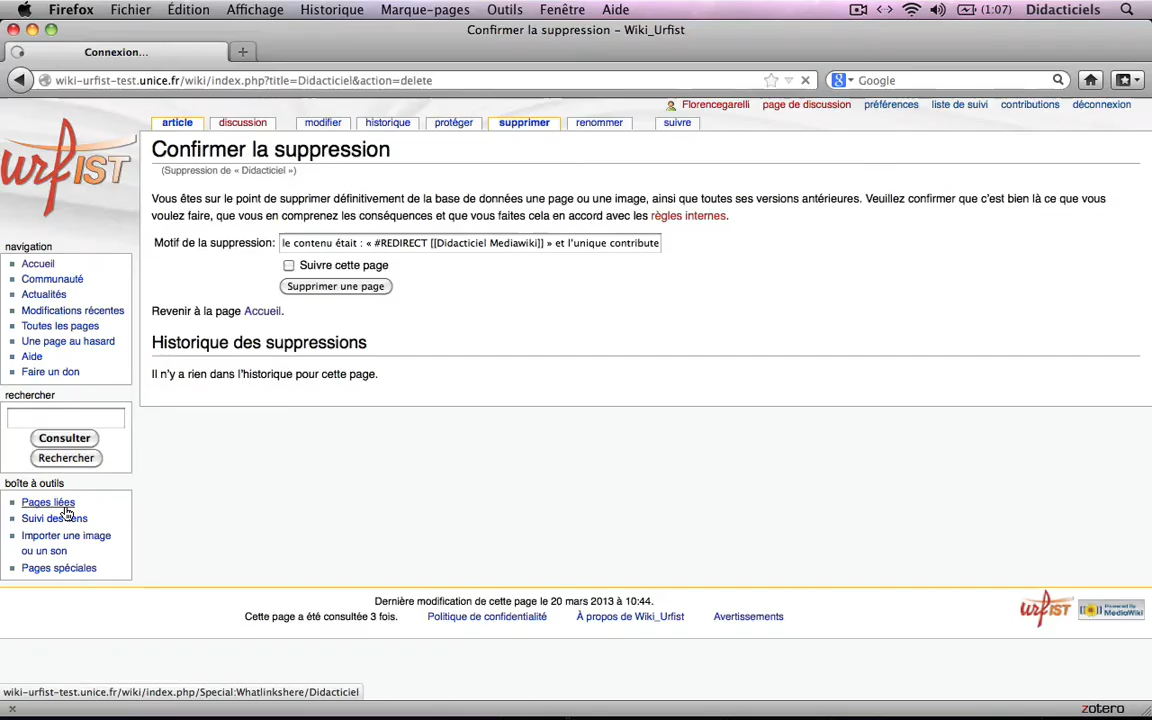 Firefox Fichier Édition Affichage Historique Marque-pages Outils Fenêtre Aide (1:07) Didacticiels
Confirmer la suppression – Wiki_Urfist
Connexion...
wiki-urfist-test.unice.fr/wiki/index.php?title=Didacticiel&action=delete
Google
Florencegarelli page de discussion préférences liste de suivi contributions déconnexion
article discussion modifier historique protéger supprimer renommer suivre
urfist
Confirmer la suppression
(Suppression de « Didacticiel »)
Vous êtes sur le point de supprimer définitivement de la base de données une page ou une image, ainsi que toutes ses versions antérieures. Veuillez confirmer que c’est bien là ce que vous
voulez faire, que vous en comprenez les conséquences et que vous faites cela en accord avec les règles internes.
Motif de la suppression: le contenu était : « #REDIRECT [[Didacticiel Mediawiki]] » et l’unique contribute
Suivre cette page
Supprimer une page
Revenir à la page Accueil.
Historique des suppressions
Il n’y a rien dans l’historique pour cette page.
navigation
Accueil
Communauté
Actualités
Modifications récentes
Toutes les pages
Une page au hasard
Aide
Faire un don
rechercher
Consulter
Rechercher
boîte à outils
Pages liées
Suivi des liens
Importer une image
ou un son
Pages spéciales
Dernière modification de cette page le 20 mars 2013 à 10:44.
Cette page a été consultée 3 fois. Politique de confidentialité À propos de Wiki_Urfist Avertissements
urfist
Powered By
MediaWiki
wiki-urfist-test.unice.fr/wiki/index.php/Special:Whatlinkshere/Didacticiel
zotero